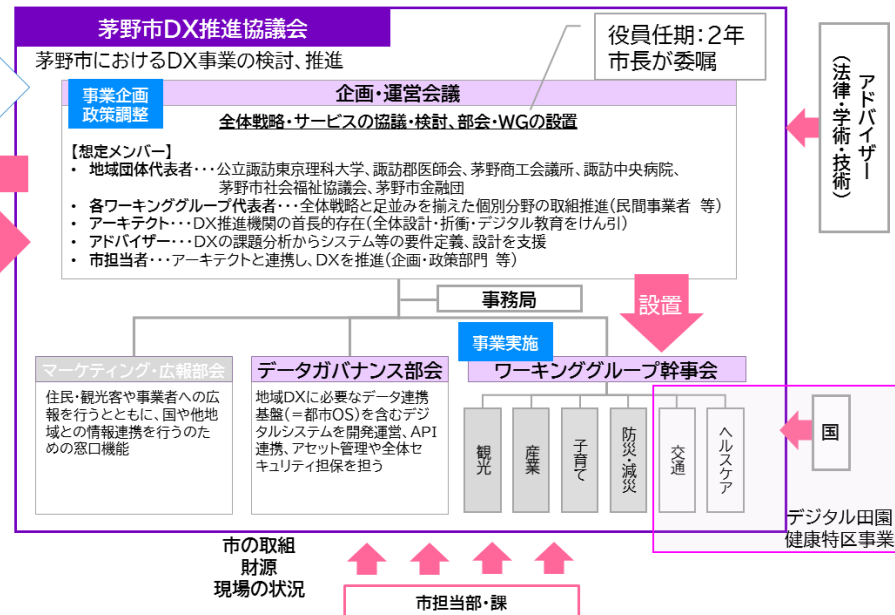 茅野市DX推進協議会
茅野市におけるDX事業の検討、推進
役員任期:2年
市長が委嘱
事業企画
政策調整
企画・運営会議
全体戦略・サービスの協議・検討、部会・WGの設置
【想定メンバー】
• 地域団体代表者・・・公立諏訪東京理科大学、諏訪郡医師会、茅野商工会議所、諏訪中央病院、
茅野市社会福祉協議会、茅野市金融団
• 各ワーキンググループ代表者・・・全体戦略と足並みを揃えた個別分野の取組推進(民間事業者 等)
• アーキテクト・・・DX推進機関の首長的存在(全体設計・折衝・デジタル教育をけん引)
• アドバイザー・・・DXの課題分析からシステム等の要件定義、設計を支援
• 市担当者・・・アーキテクトと連携し、DXを推進(企画・政策部門 等)
アドバイザー
(法律・学術・技術)
事務局
設置
マーケティング・広報部会
住民・観光客や事業者への広
報を行うとともに、国や他地
域との情報連携を行うのた
めの窓口機能
データガバナンス部会
地域DXに必要なデータ連携
基盤(=都市OS)を含むデジ
タルシステムを開発運営、API
連携、アセット管理や全体セ
キュリティ担保を担う
事業実施
ワーキンググループ幹事会
観光
産業
子育て
防災・減災
交通
ヘルスケア
国
デジタル田園
健康特区事業
市の取組
財源
現場の状況
市担当部・課